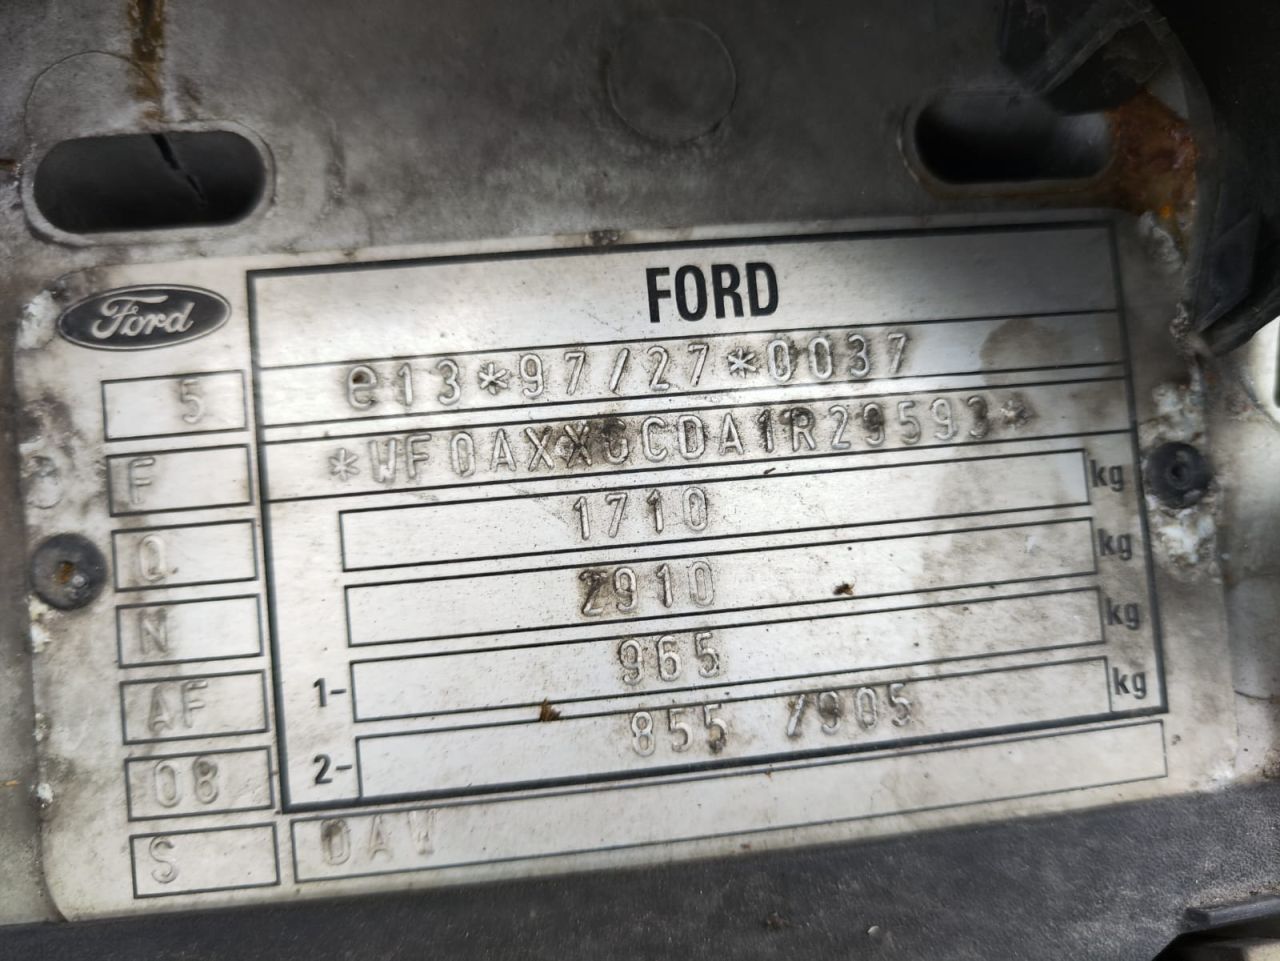 FORD
Ford
e13*97/27*0037
5
*WF0AXXGCDA1R29593*
F
1710 kg
Q
2910 kg
N
1- 965 kg
AF
2- 855 /905 kg
08
S
0AW